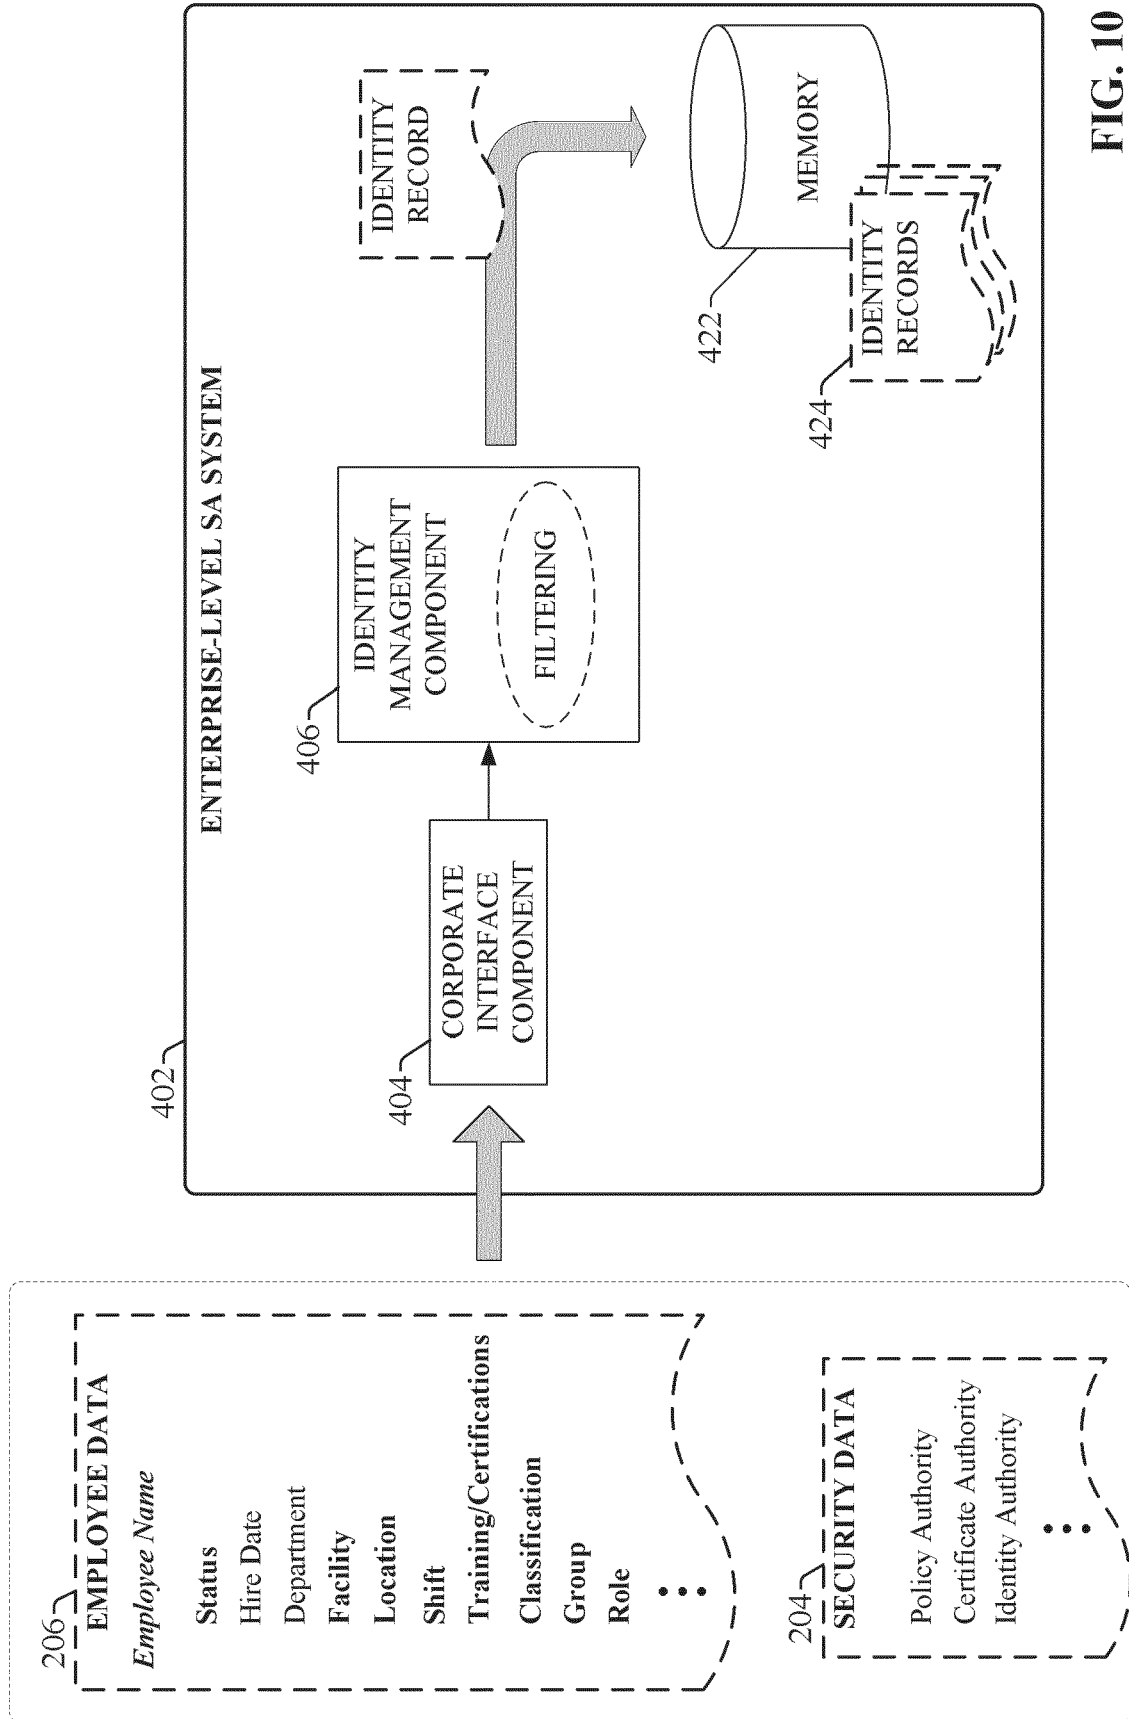 206
EMPLOYEE DATA
Employee Name
Status
Hire Date
Department
Facility
Location
Shift
Training/Certifications
Classification
Group
Role
204
SECURITY DATA
Policy Authority
Certificate Authority
Identity Authority
402
ENTERPRISE-LEVEL SA SYSTEM
404
CORPORATE
INTERFACE
COMPONENT
406
IDENTITY
MANAGEMENT
COMPONENT
FILTERING
IDENTITY
RECORD
422
MEMORY
424
IDENTITY
RECORDS
FIG. 10